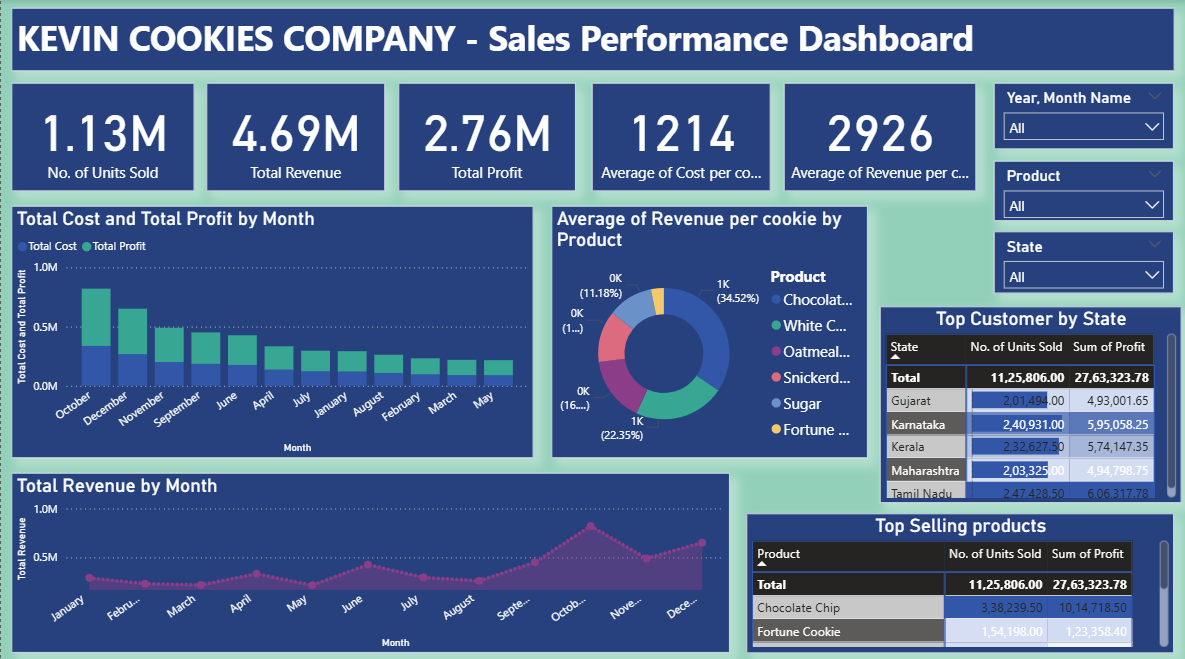 KEVIN COOKIES COMPANY - Sales Performance Dashboard
1.13M
No. of Units Sold
4.69M
Total Revenue
2.76M
Total Profit
1214
Average of Cost per co...
2926
Average of Revenue per c...
Year, Month Name
All
Product
All
State
All
Total Cost and Total Profit by Month
Total Cost Total Profit
Total Cost and Total Profit
1.0M
0.5M
0.0M
October December November September June April July January August February March May
Month
Average of Revenue per cookie by
Product
0K
(11.18%)
1K
(34.52%)
0K
(1...)
0K
(16....)
1K
(22.35%)
Product
Chocolat...
White C...
Oatmeal...
Snickerd...
Sugar
Fortune ...
Top Customer by State
State No. of Units Sold Sum of Profit
Total 11,25,806.00 27,63,323.78
Gujarat 2,01,494.00 4,93,001.65
Karnataka 2,40,931.00 5,95,058.25
Kerala 2,32,627.50 5,74,147.35
Maharashtra 2,03,325.00 4,94,798.75
Tamil Nadu 2,47,428.50 6,06,317.78
Total Revenue by Month
Total Revenue
1.0M
0.5M
January Febru... March April May June July August Septe... Octob... Nove... Dece...
Month
Top Selling products
Product No. of Units Sold Sum of Profit
Total 11,25,806.00 27,63,323.78
Chocolate Chip 3,38,239.50 10,14,718.50
Fortune Cookie 1,54,198.00 1,23,358.40